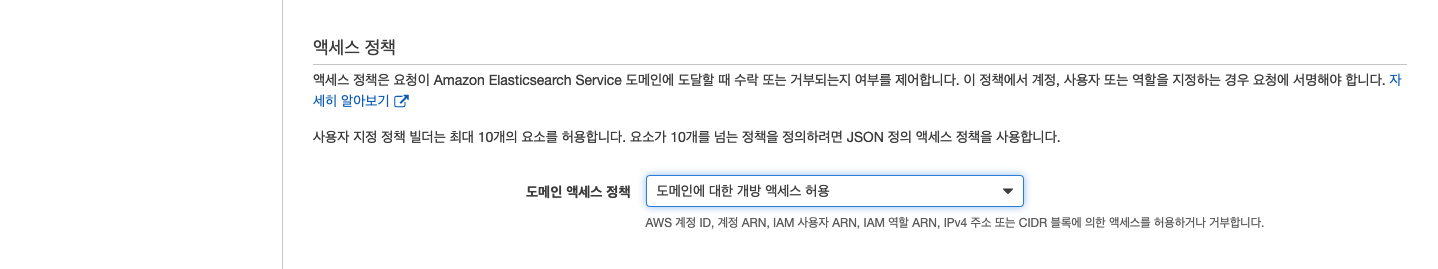 액세스 정책
액세스 정책은 요청이 Amazon Elasticsearch Service 도메인에 도달할 때 수락 또는 거부되는지 여부를 제어합니다. 이 정책에서 계정, 사용자 또는 역할을 지정하는 경우 요청에 서명해야 합니다. 자
세히 알아보기
사용자 지정 정책 빌더는 최대 10개의 요소를 허용합니다. 요소가 10개를 넘는 정책을 정의하려면 JSON 정의 액세스 정책을 사용합니다.
도메인 액세스 정책 도메인에 대한 개방 액세스 허용
AWS 계정 ID, 계정 ARN, IAM 사용자 ARN, IAM 역할 ARN, IPv4 주소 또는 CIDR 블록에 의한 액세스를 허용하거나 거부합니다.